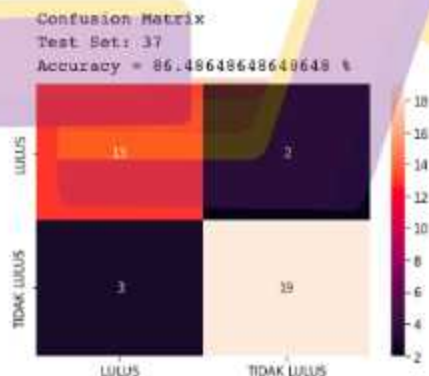 Confusion Matrix
Test Set: 37
Accuracy = 86.48648648648648 %
18
16
14
12
10
8
6
4
2
LULUS
13
2
TIDAK LULUS
3
19
LULUS
TIDAK LULUS